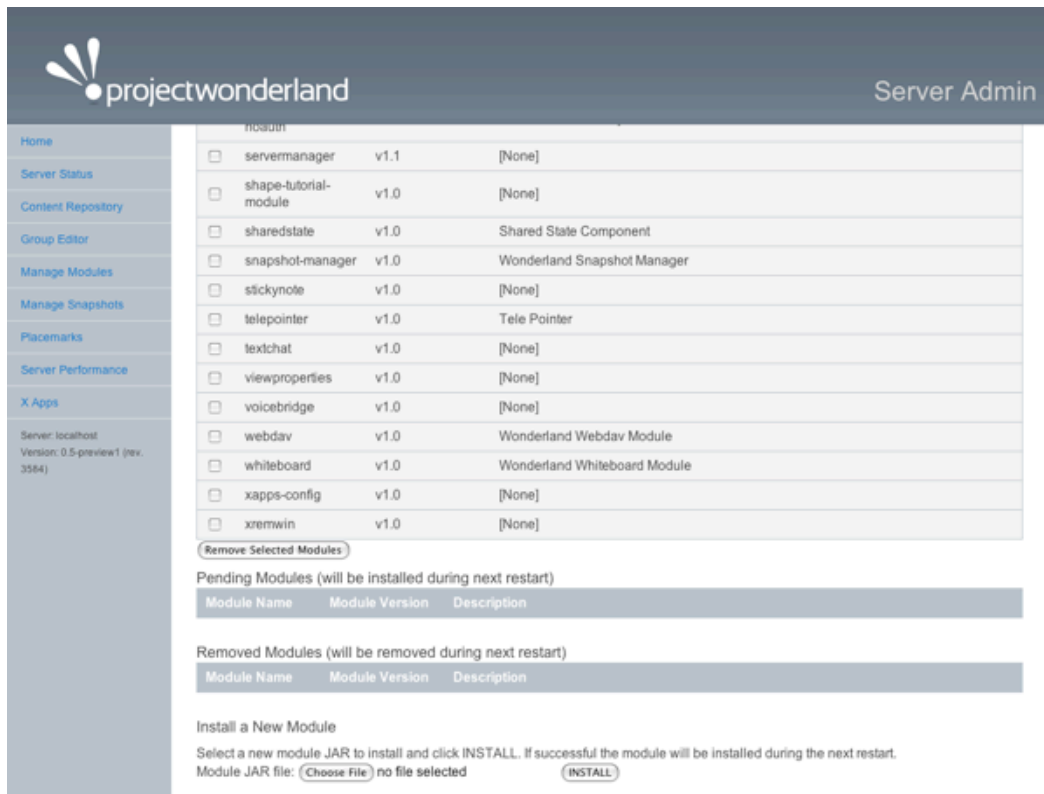 projectwonderland
Server Admin
Home
Server Status
Content Repository
Group Editor
Manage Modules
Manage Snapshots
Placemarks
Server Performance
X Apps
Server: localhost
Version: 0.5-preview1 (rev.
3584)
noauth
servermanager v1.1 [None]
shape-tutorial-
module v1.0 [None]
sharedstate v1.0 Shared State Component
snapshot-manager v1.0 Wonderland Snapshot Manager
stickynote v1.0 [None]
telepointer v1.0 Tele Pointer
textchat v1.0 [None]
viewproperties v1.0 [None]
voicebridge v1.0 [None]
webdav v1.0 Wonderland Webdav Module
whiteboard v1.0 Wonderland Whiteboard Module
xapps-config v1.0 [None]
xremwin v1.0 [None]
Remove Selected Modules
Pending Modules (will be installed during next restart)
Module Name Module Version Description
Removed Modules (will be removed during next restart)
Module Name Module Version Description
Install a New Module
Select a new module JAR to install and click INSTALL. If successful the module will be installed during the next restart.
Module JAR file: Choose File no file selected INSTALL